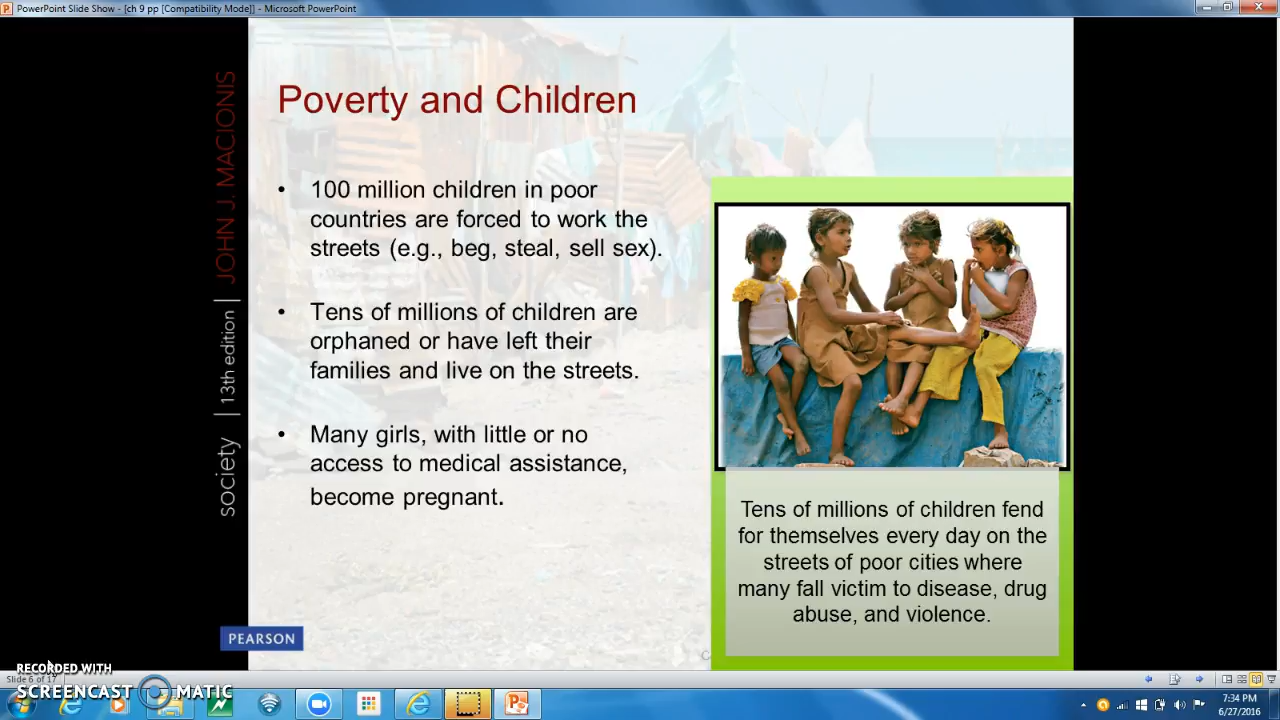 PowerPoint Slide Show - [ch 9 pp [Compatibility Mode]] - Microsoft PowerPoint
JOHN J. MACIONIS
13th edition
society
Poverty and Children
• 100 million children in poor
countries are forced to work the
streets (e.g., beg, steal, sell sex).
• Tens of millions of children are
orphaned or have left their
families and live on the streets.
• Many girls, with little or no
access to medical assistance,
become pregnant.
Tens of millions of children fend
for themselves every day on the
streets of poor cities where
many fall victim to disease, drug
abuse, and violence.
PEARSON
RECORDED WITH
Slide 6 of 17
SCREENCAST MATIC
7:34 PM
6/27/2016